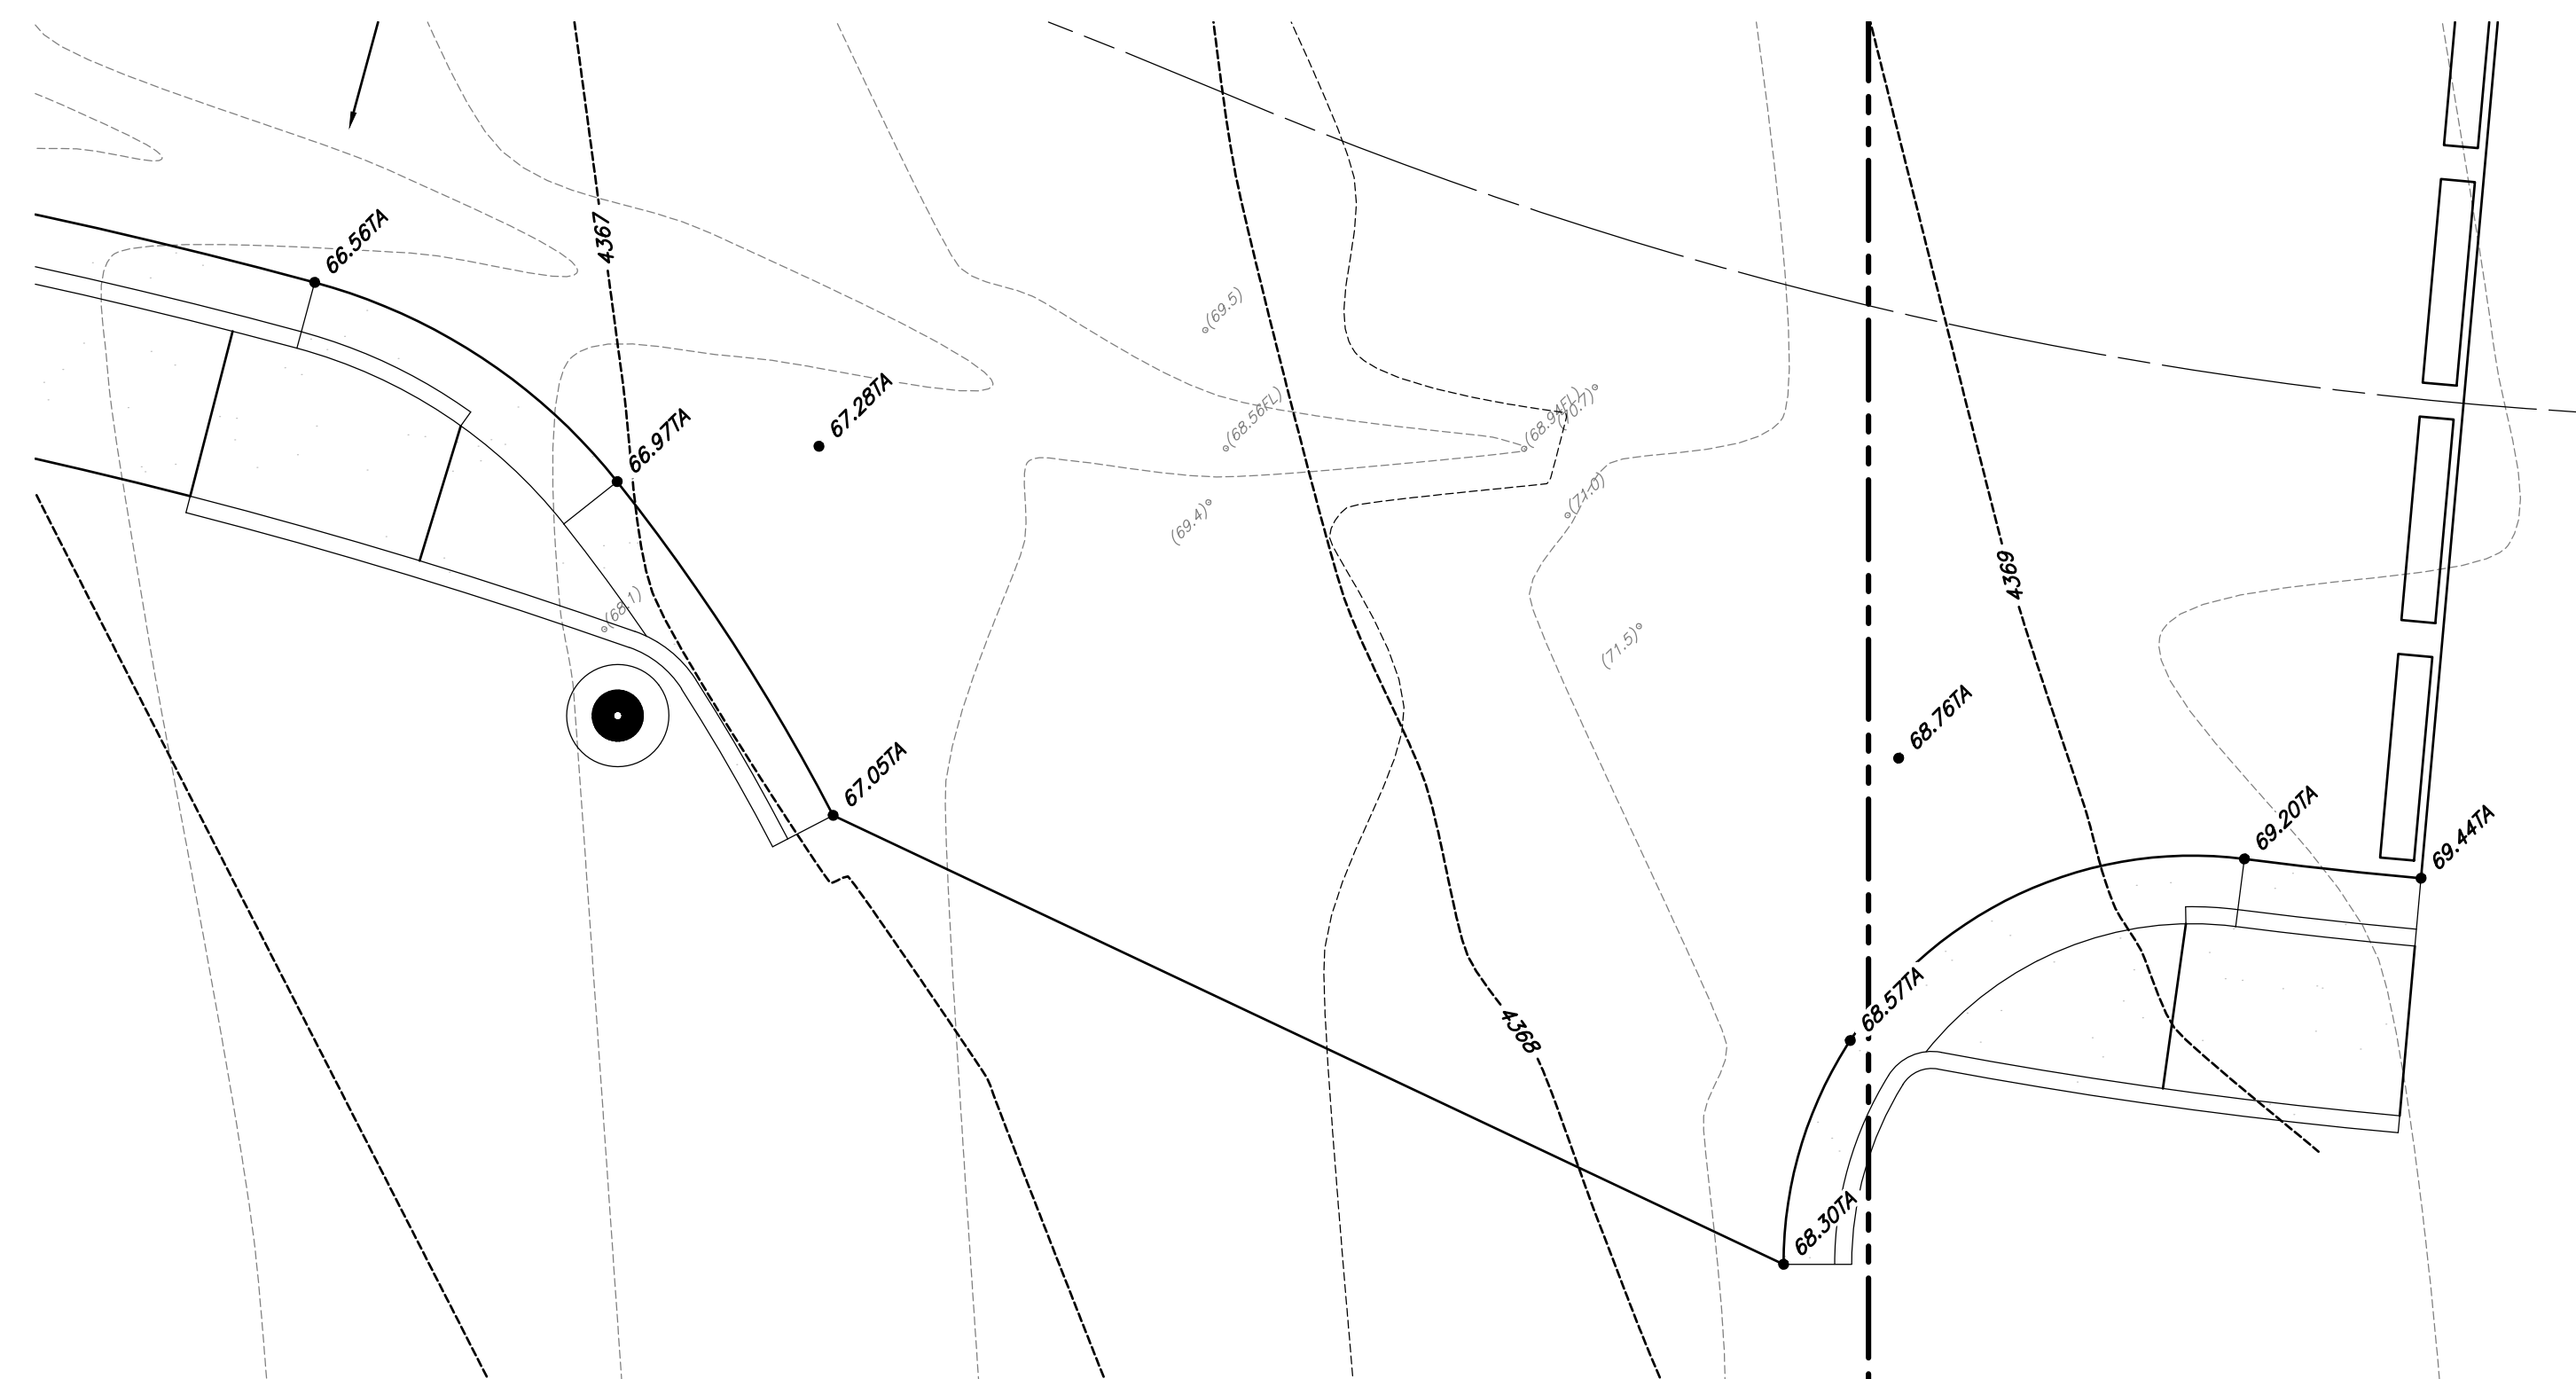 66.56TA
4367
(69.5)
67.28TA
66.97TA
(68.56FL)
(68.94FL)
(70.7)
(69.4)
(71.0)
4369
(68.1)
(71.5)
68.76TA
67.05TA
69.20TA
69.44TA
68.57TA
4368
68.30TA